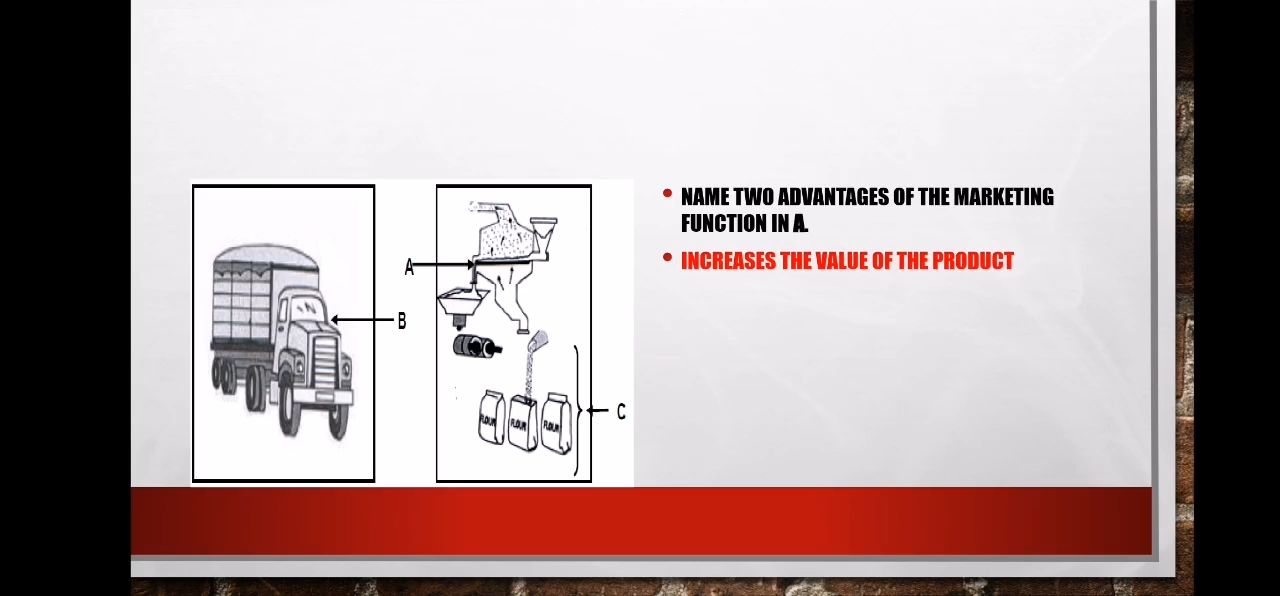 NAME TWO ADVANTAGES OF THE MARKETING
FUNCTION IN A.
INCREASES THE VALUE OF THE PRODUCT
A
B
C
FLOUR
FLOUR
FLOUR